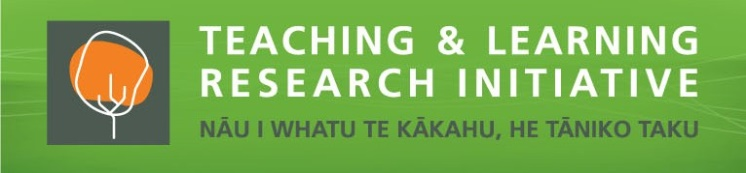 TEACHING & LEARNING
RESEARCH INITIATIVE
NĀU I WHATU TE KĀKAHU, HE TĀNIKO TAKU